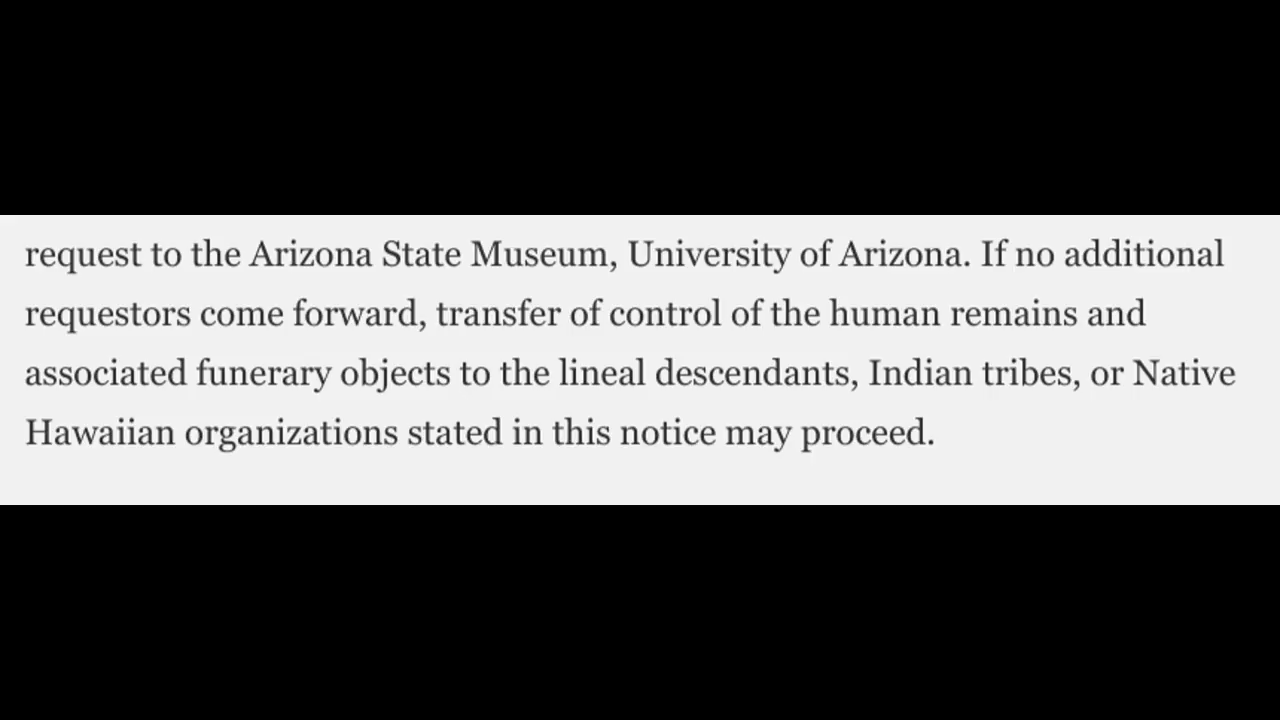 request to the Arizona State Museum, University of Arizona. If no additional
requestors come forward, transfer of control of the human remains and
associated funerary objects to the lineal descendants, Indian tribes, or Native
Hawaiian organizations stated in this notice may proceed.